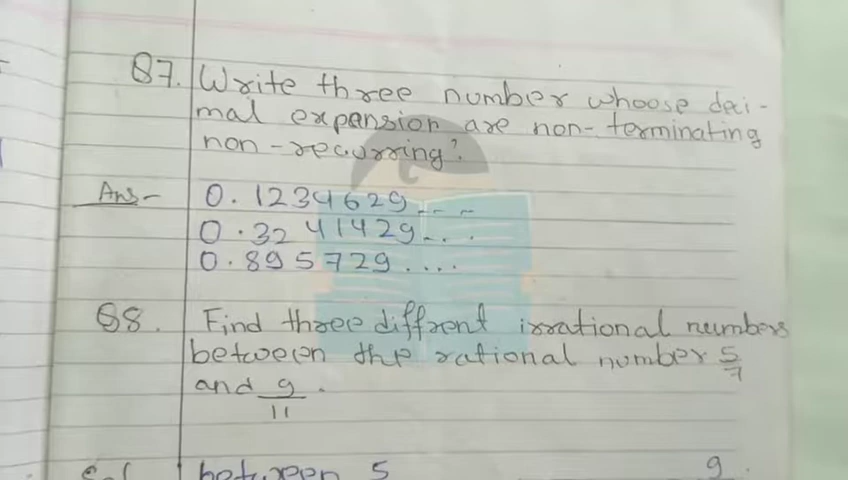 Q7. Write three number whoose deci-
mal expansion are non-terminating
non-recurring?
Ans- 0.1234629...
0.3241429...
0.895729....
Q8. Find three diffrent irrational numbers
between the rational number 5/7
and 9/11.
between 5 9